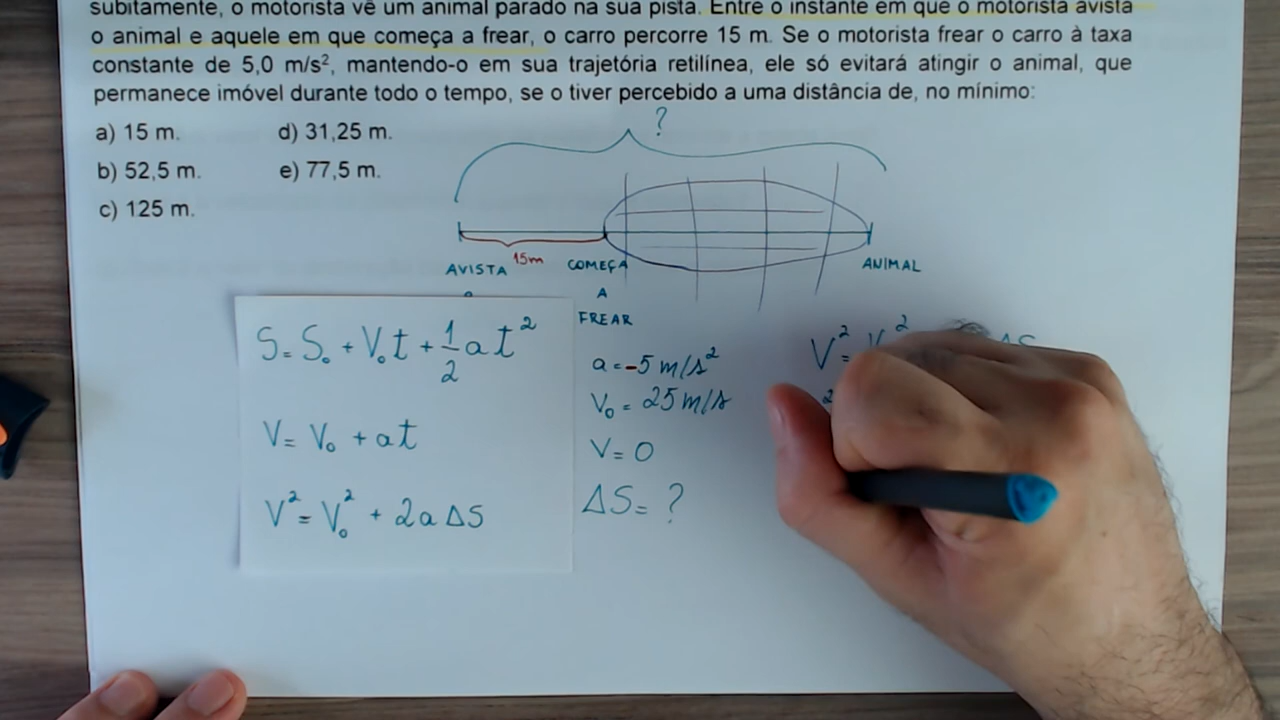 subitamente, o motorista vê um animal parado na sua pista. Entre o instante em que o motorista avista
o animal e aquele em que começa a frear, o carro percorre 15 m. Se o motorista frear o carro à taxa
constante de 5,0 m/s², mantendo-o em sua trajetória retilínea, ele só evitará atingir o animal, que
permanece imóvel durante todo o tempo, se o tiver percebido a uma distância de, no mínimo:
a) 15 m.
d) 31,25 m.
b) 52,5 m.
e) 77,5 m.
c) 125 m.
?
15m
AVISTA
COMEÇA
A
FREAR
ANIMAL
S = S₀ + V₀t + 1/2 at²
V = V₀ + at
V² = V₀² + 2aΔS
a = -5 m/s²
V₀ = 25 m/s
V = 0
ΔS = ?
V² = V²